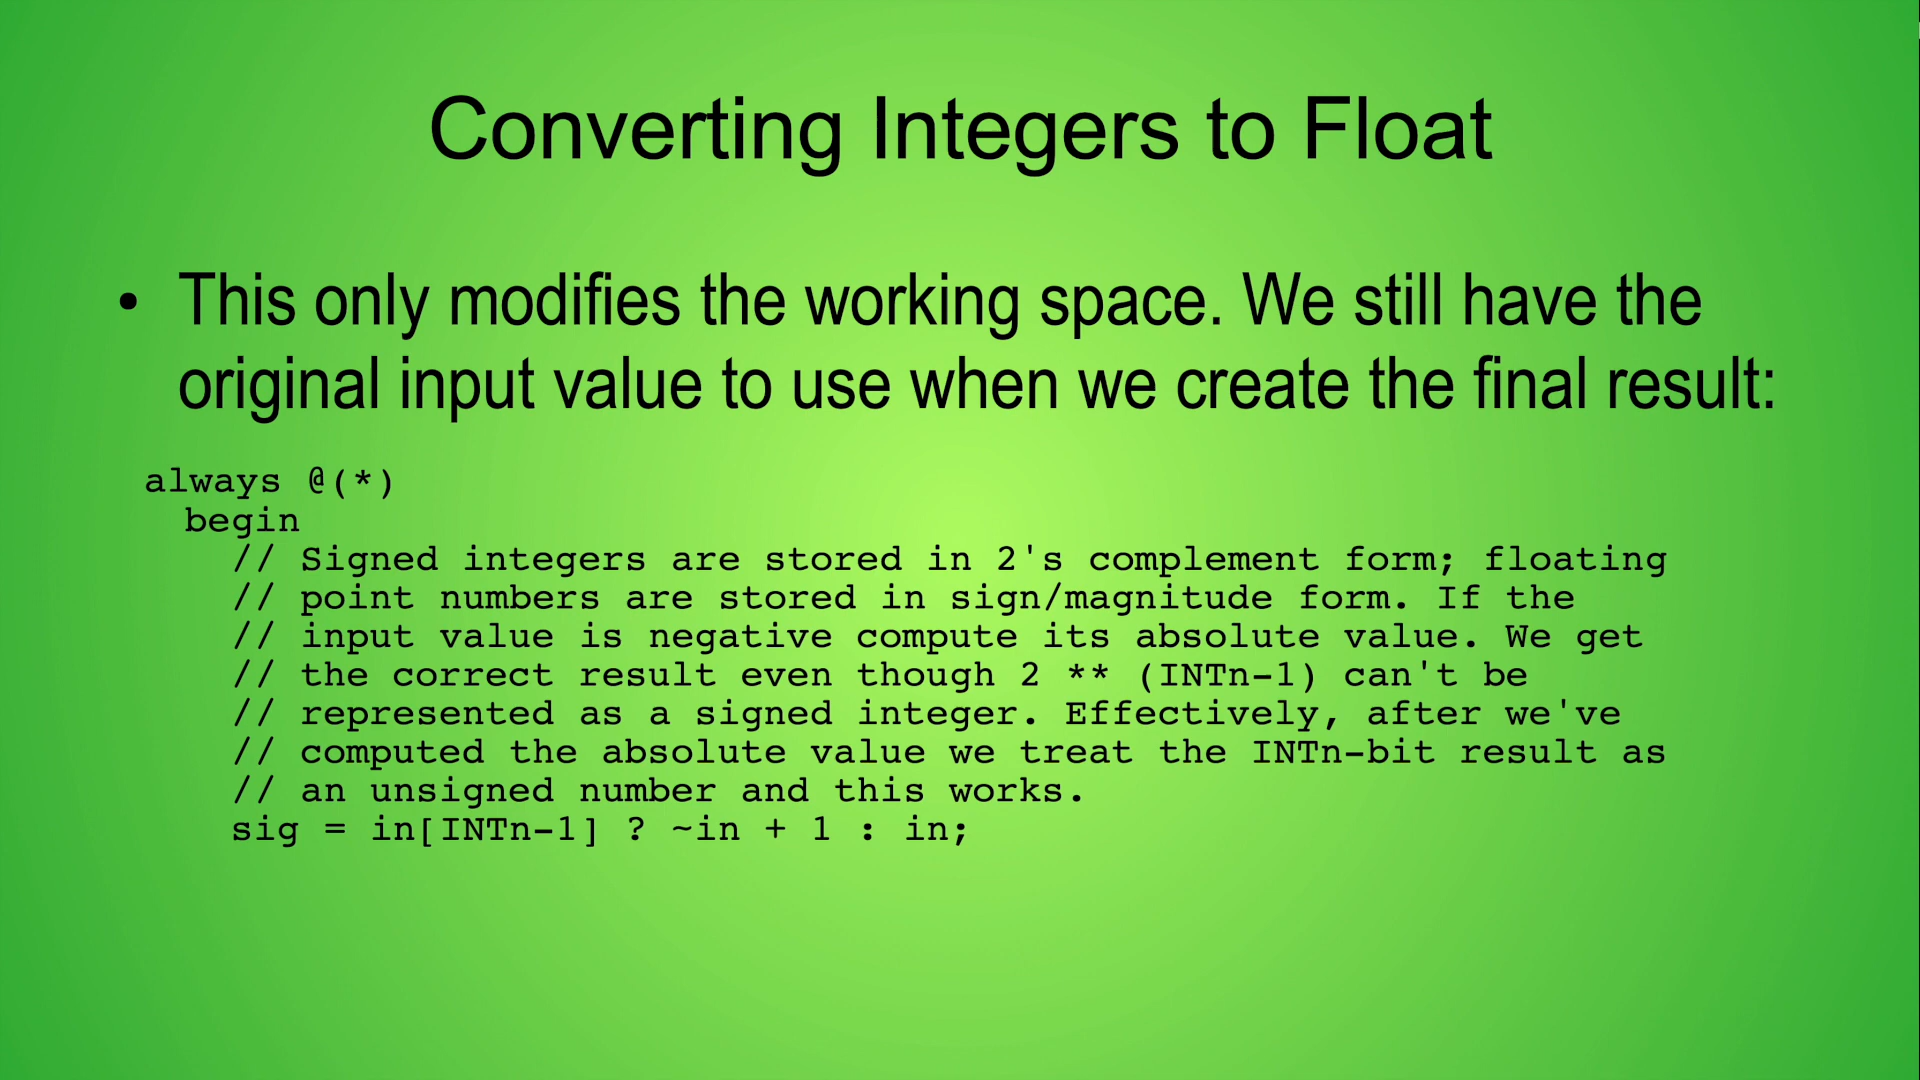 Converting Integers to Float
• This only modifies the working space. We still have the
original input value to use when we create the final result:
always @(*)
begin
// Signed integers are stored in 2's complement form; floating
// point numbers are stored in sign/magnitude form. If the
// input value is negative compute its absolute value. We get
// the correct result even though 2 ** (INTn-1) can't be
// represented as a signed integer. Effectively, after we've
// computed the absolute value we treat the INTn-bit result as
// an unsigned number and this works.
sig = in[INTn-1] ? ~in + 1 : in;